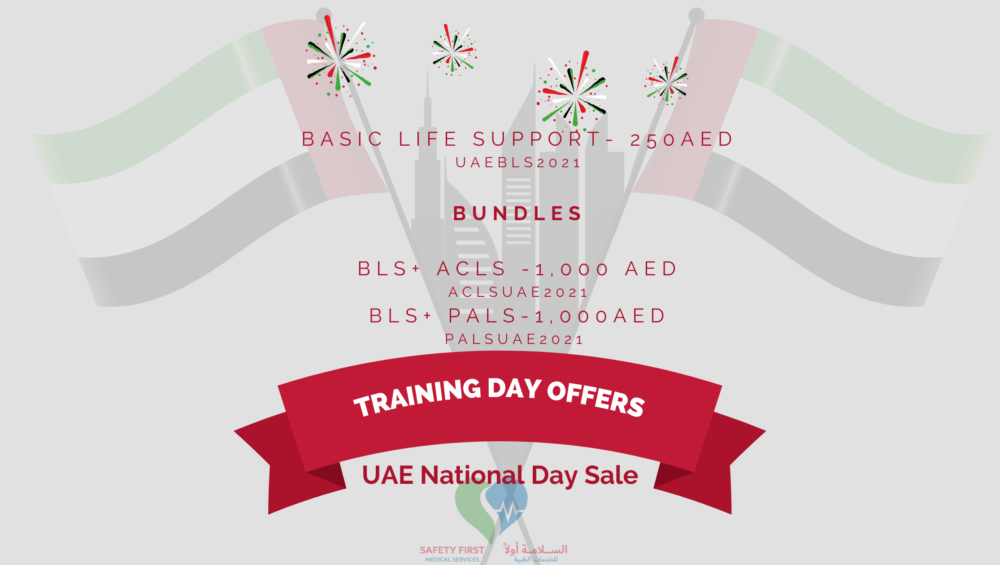 BASIC LIFE SUPPORT- 250AED
UAEBLS2021
BUNDLES
BLS+ ACLS -1,000 AED
ACLSUAE2021
BLS+ PALS-1,000AED
PALSUAE2021
TRAINING DAY OFFERS
UAE National Day Sale
SAFETY FIRST السلامة أولاً
MEDICAL SERVICES للخدمات الطبية